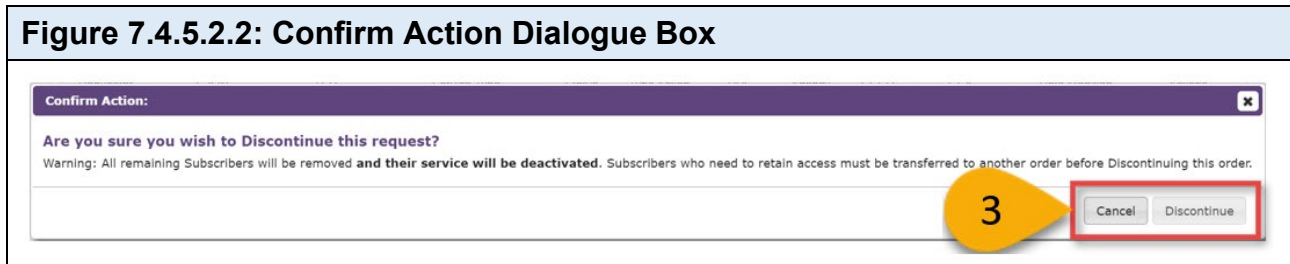 Figure 7.4.5.2.2: Confirm Action Dialogue Box
Confirm Action:
Are you sure you wish to Discontinue this request?
Warning: All remaining Subscribers will be removed and their service will be deactivated. Subscribers who need to retain access must be transferred to another order before Discontinuing this order.
3
Cancel Discontinue